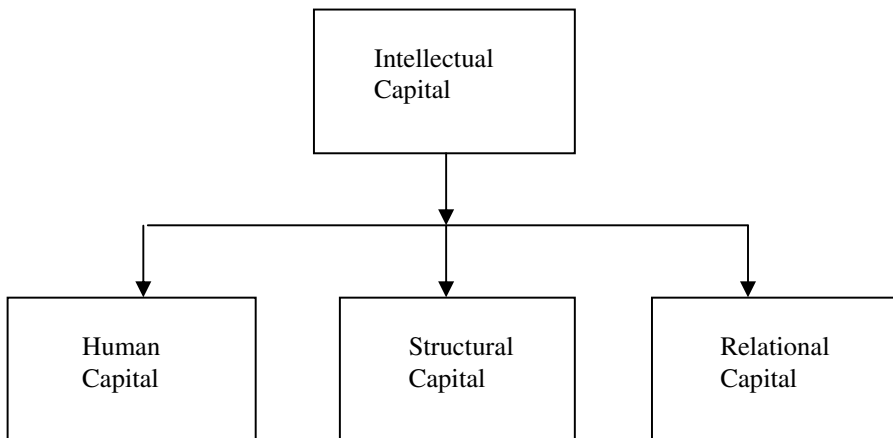 Intellectual
Capital
Human
Capital
Structural
Capital
Relational
Capital